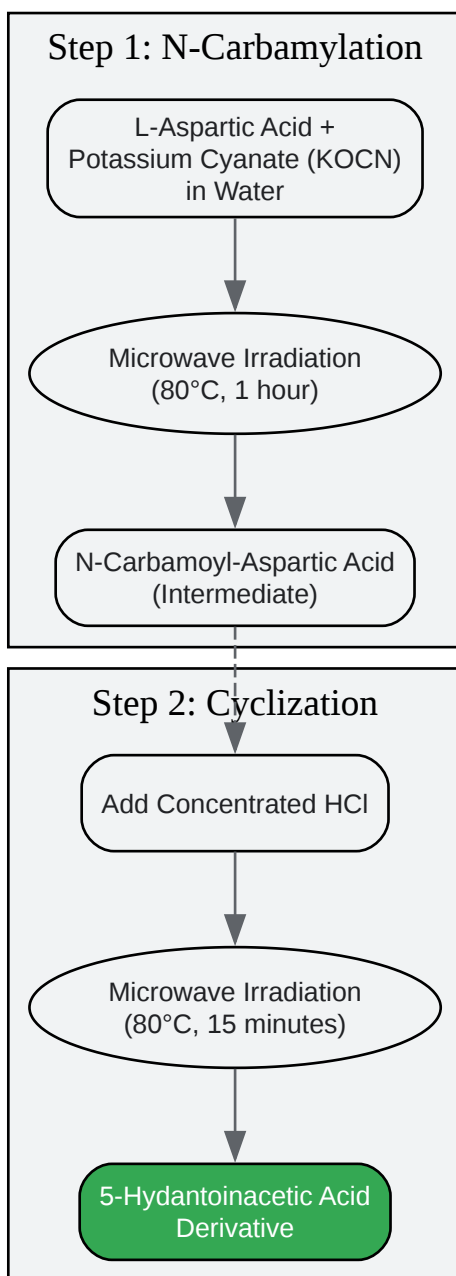 Step 1: N-Carbamylation
L-Aspartic Acid +
Potassium Cyanate (KOCN)
in Water
Microwave Irradiation
(80°C, 1 hour)
N-Carbamoyl-Aspartic Acid
(Intermediate)
Step 2: Cyclization
Add Concentrated HCl
Microwave Irradiation
(80°C, 15 minutes)
5-Hydantoinacetic Acid
Derivative